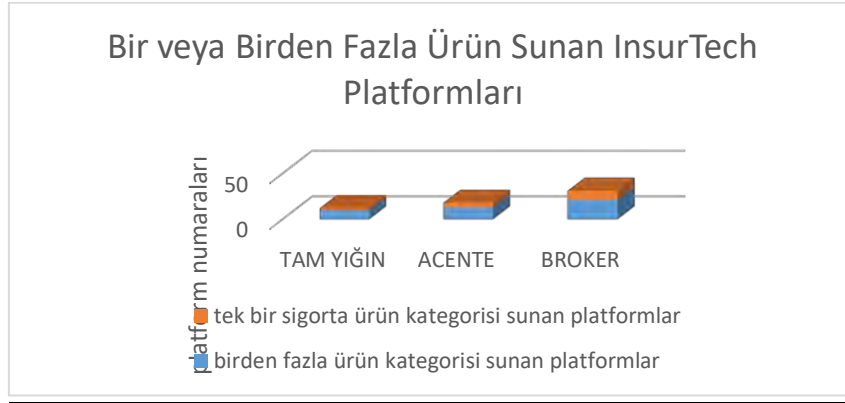 Bir veya Birden Fazla Ürün Sunan InsurTech
Platformları
platform numaraları
50
0
TAM YIĞIN ACENTE BROKER
tek bir sigorta ürün kategorisi sunan platformlar
birden fazla ürün kategorisi sunan platformlar